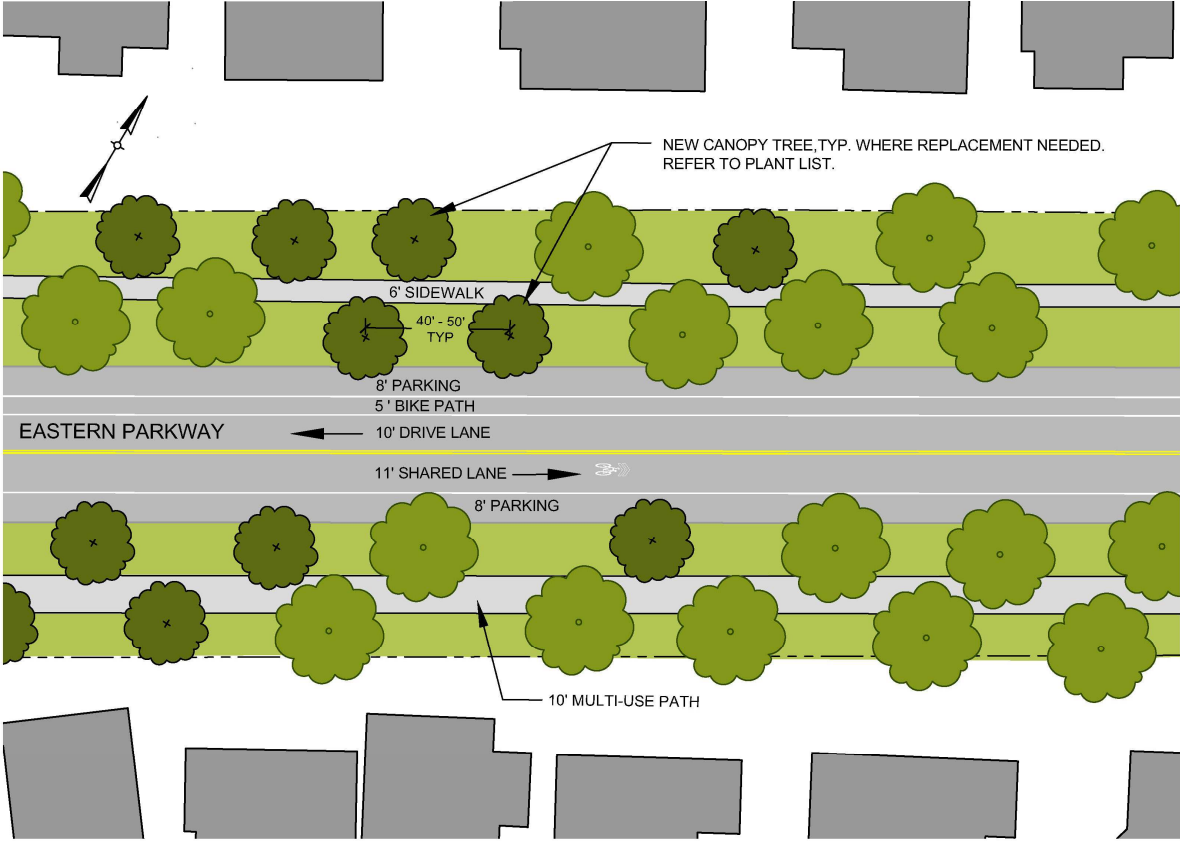 NEW CANOPY TREE,TYP. WHERE REPLACEMENT NEEDED.
REFER TO PLANT LIST.
6' SIDEWALK
40' - 50'
TYP
8' PARKING
5 ' BIKE PATH
EASTERN PARKWAY
10' DRIVE LANE
11' SHARED LANE
8' PARKING
10' MULTI-USE PATH